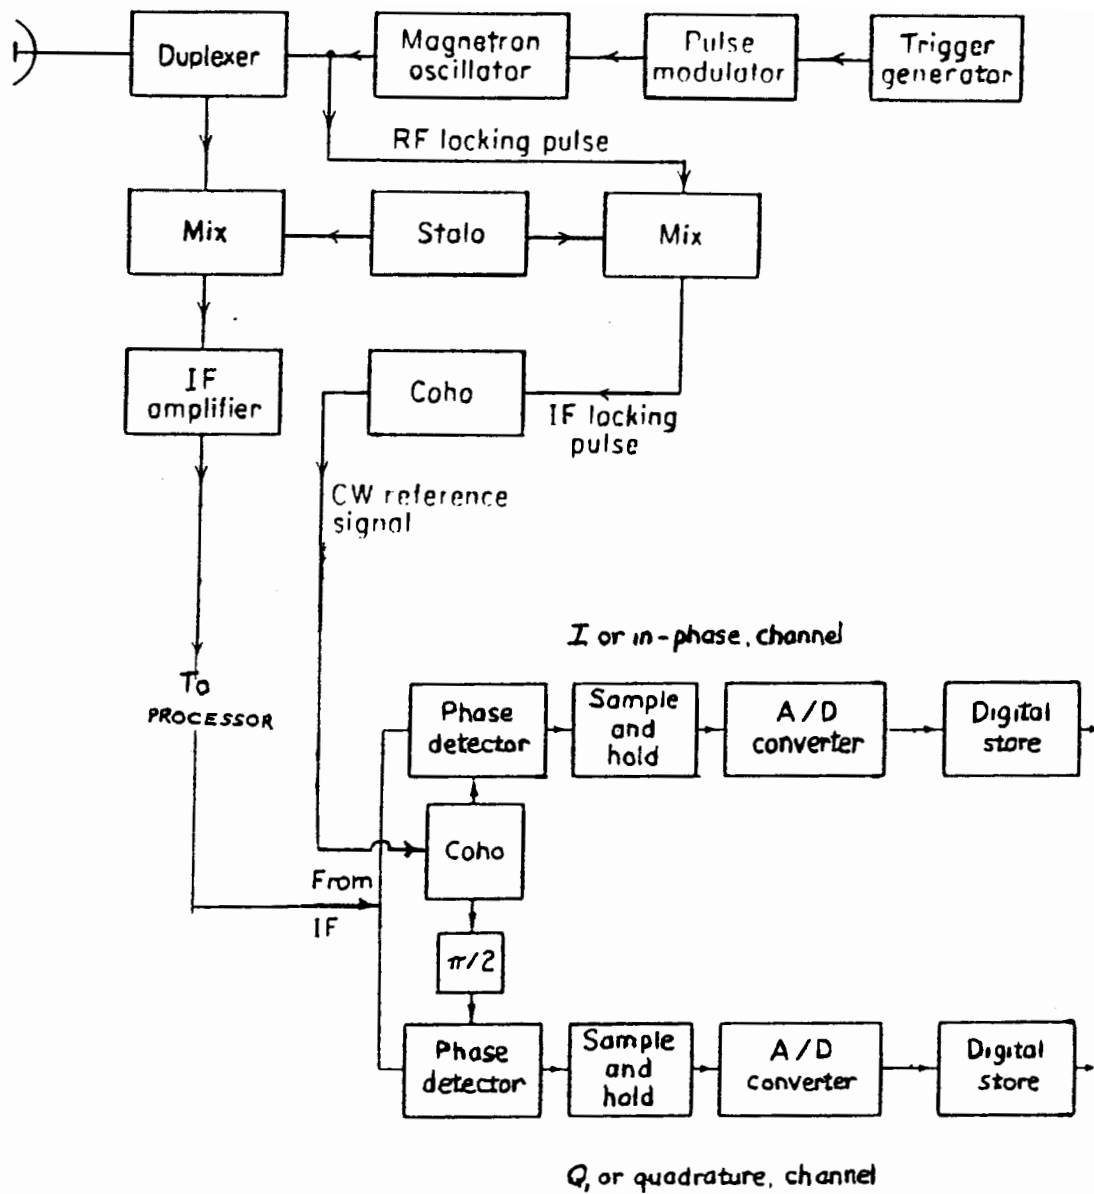 Duplexer
Magnetron
oscillator
Pulse
modulator
Trigger
generator
RF locking pulse
Mix
Stalo
Mix
IF
amplifier
Coho
IF locking
pulse
CW reference
signal
I or in-phase, channel
To
PROCESSOR
Phase
detector
Sample
and
hold
A/D
converter
Digital
store
Coho
From
IF
π/2
Phase
detector
Sample
and
hold
A/D
converter
Digital
store
Q, or quadrature, channel